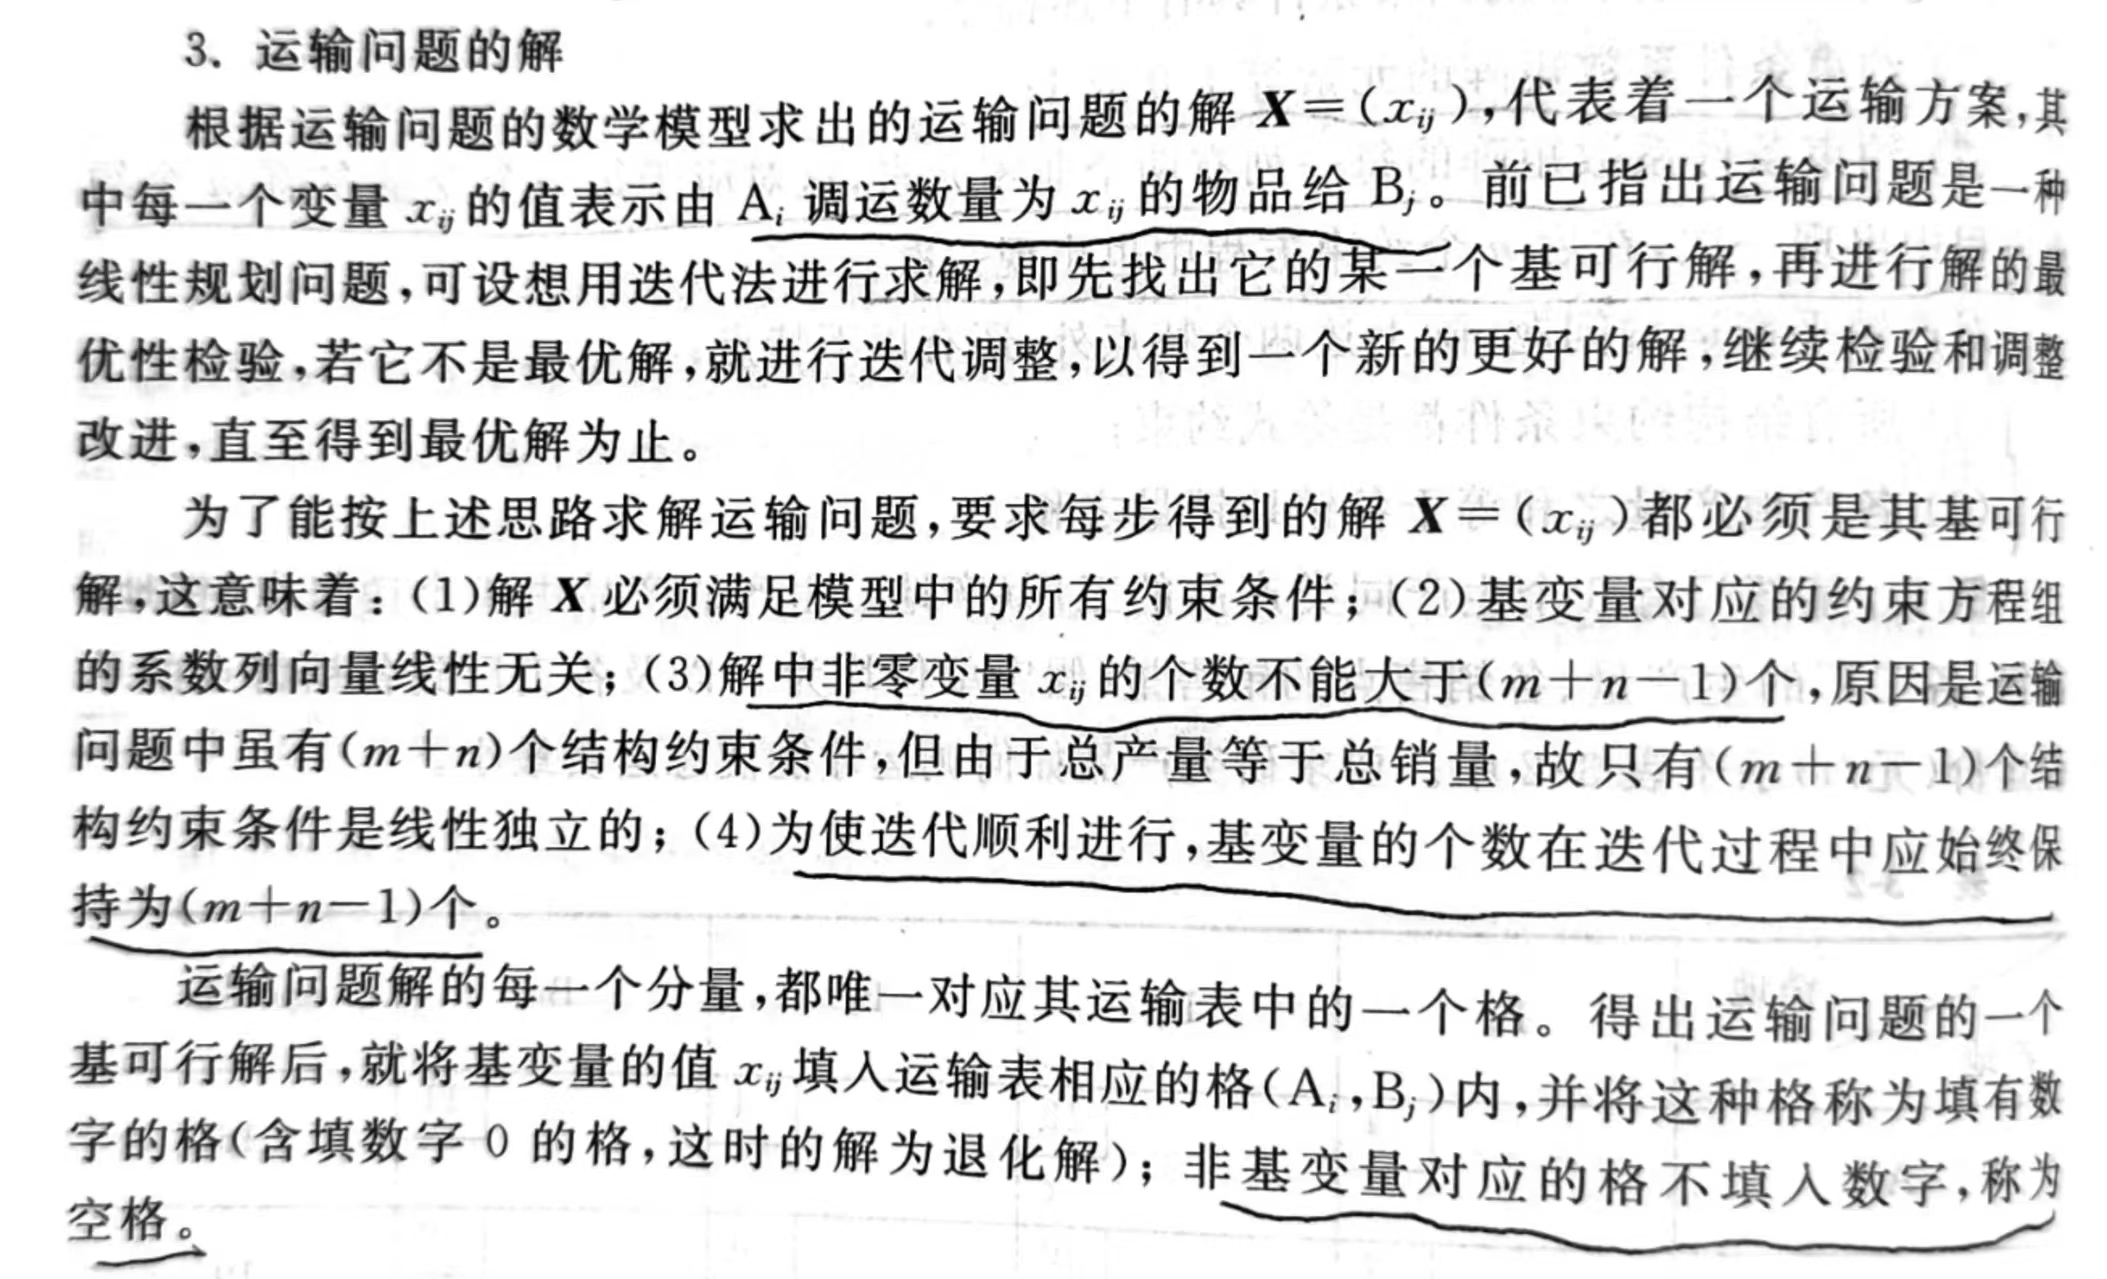 3. 运输问题的解
根据运输问题的数学模型求出的运输问题的解 X=(xij),代表着一个运输方案,其
中每一个变量 xij 的值表示由 Ai 调运数量为 xij 的物品给 Bj。前已指出运输问题是一种
线性规划问题,可设想用迭代法进行求解,即先找出它的某一个基可行解,再进行解的最
优性检验,若它不是最优解,就进行迭代调整,以得到一个新的更好的解,继续检验和调整
改进,直至得到最优解为止。
为了能按上述思路求解运输问题,要求每步得到的解 X=(xij)都必须是其基可行
解,这意味着:(1)解 X 必须满足模型中的所有约束条件;(2)基变量对应的约束方程组
的系数列向量线性无关;(3)解中非零变量 xij 的个数不能大于(m+n-1)个,原因是运输
问题中虽有(m+n)个结构约束条件,但由于总产量等于总销量,故只有(m+n-1)个结
构约束条件是线性独立的;(4)为使迭代顺利进行,基变量的个数在迭代过程中应始终保
持为(m+n-1)个。
运输问题解的每一个分量,都唯一对应其运输表中的一个格。得出运输问题的一个
基可行解后,就将基变量的值 xij 填入运输表相应的格(Ai,Bj)内,并将这种格称为填有数
字的格(含填数字 0 的格,这时的解为退化解);非基变量对应的格不填入数字,称为
空格。